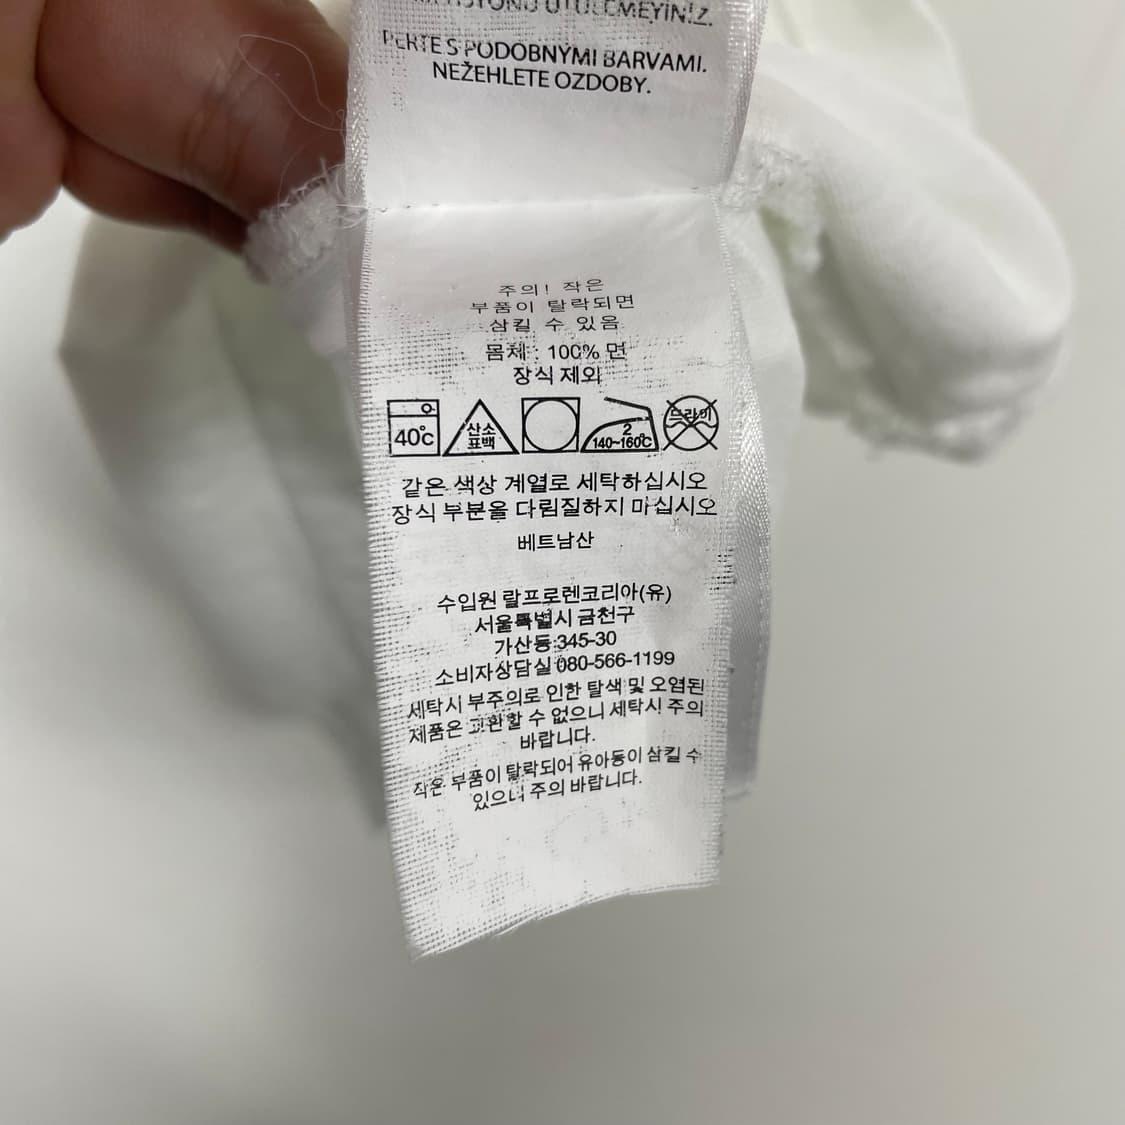 ÜTÜLEMEYİNİZ.
PERTE S PODOBNÝMI BARVAMI.
NEŽEHLETE OZDOBY.
주의! 작은
부품이 탈락되면
삼킬 수 있음
몸체 : 100% 면
장식 제외
40℃ 산소 2 드라이
표백 140~160℃
같은 색상 계열로 세탁하십시오
장식 부분을 다림질하지 마십시오
베트남산
수입원 랄프로렌코리아(유)
서울특별시 금천구
가산동 345-30
소비자상담실 080-566-1199
세탁시 부주의로 인한 탈색 및 오염된
제품은 교환할 수 없으니 세탁시 주의
바랍니다.
작은 부품이 탈락되어 유아동이 삼킬 수
있으니 주의 바랍니다.